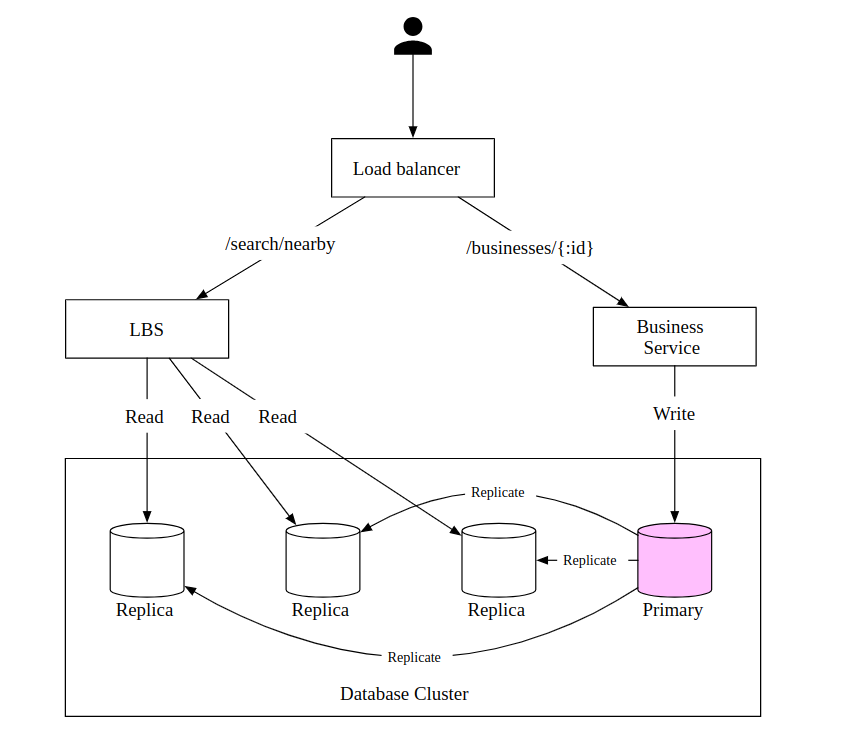 Load balancer
/search/nearby
/businesses/{:id}
LBS
Business
Service
Read
Read
Read
Write
Replicate
Replicate
Replica
Replica
Replica
Primary
Replicate
Database Cluster